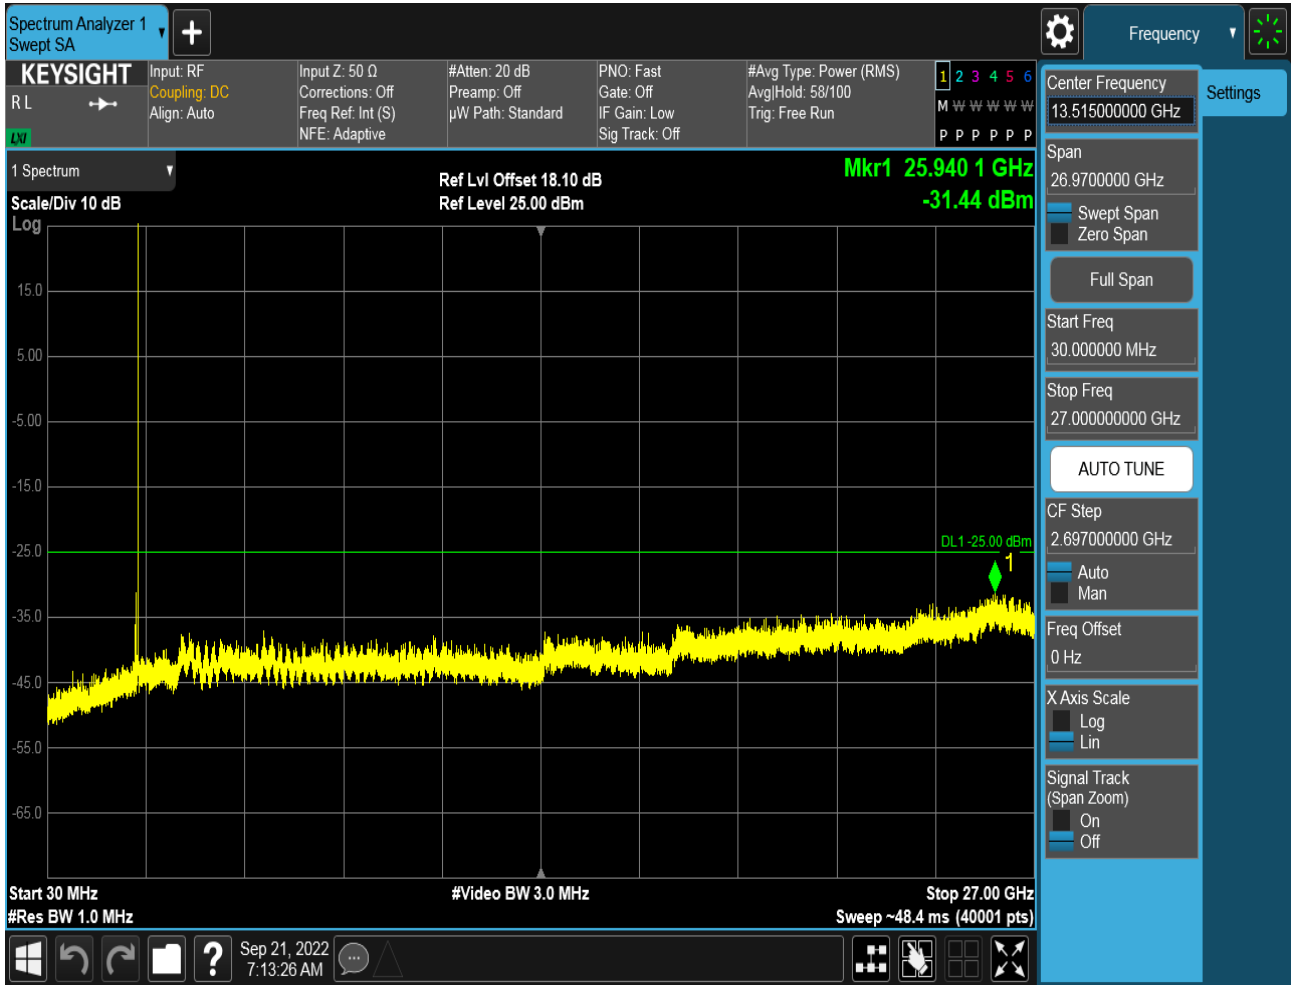 Spectrum Analyzer 1
Swept SA
Frequency
KEYSIGHT
R L
LXI
Input: RF
Coupling: DC
Align: Auto
Input Z: 50 Ω
Corrections: Off
Freq Ref: Int (S)
NFE: Adaptive
#Atten: 20 dB
Preamp: Off
µW Path: Standard
PNO: Fast
Gate: Off
IF Gain: Low
Sig Track: Off
#Avg Type: Power (RMS)
Avg|Hold: 58/100
Trig: Free Run
1 2 3 4 5 6
M W W W W W
P P P P P P
1 Spectrum
Scale/Div 10 dB
Log
Ref Lvl Offset 18.10 dB
Ref Level 25.00 dBm
Mkr1 25.940 1 GHz
-31.44 dBm
15.0
5.00
-5.00
-15.0
-25.0
-35.0
-45.0
-55.0
-65.0
DL1 -25.00 dBm
1
Start 30 MHz
#Res BW 1.0 MHz
#Video BW 3.0 MHz
Stop 27.00 GHz
Sweep ~48.4 ms (40001 pts)
Sep 21, 2022
7:13:26 AM
?
Center Frequency
13.515000000 GHz
Settings
Span
26.9700000 GHz
Swept Span
Zero Span
Full Span
Start Freq
30.000000 MHz
Stop Freq
27.000000000 GHz
AUTO TUNE
CF Step
2.697000000 GHz
Auto
Man
Freq Offset
0 Hz
X Axis Scale
Log
Lin
Signal Track
(Span Zoom)
On
Off